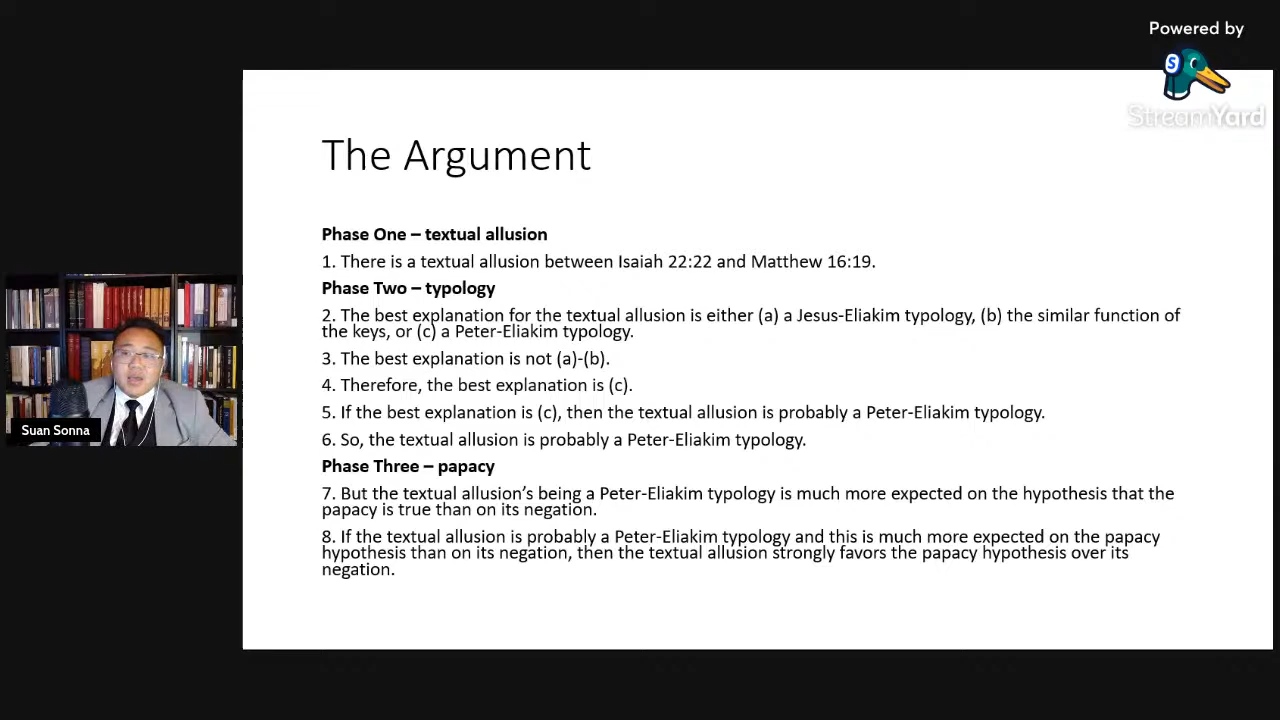 Powered by
S
StreamYard
The Argument
Phase One – textual allusion
1. There is a textual allusion between Isaiah 22:22 and Matthew 16:19.
Phase Two – typology
2. The best explanation for the textual allusion is either (a) a Jesus-Eliakim typology, (b) the similar function of
the keys, or (c) a Peter-Eliakim typology.
3. The best explanation is not (a)-(b).
4. Therefore, the best explanation is (c).
5. If the best explanation is (c), then the textual allusion is probably a Peter-Eliakim typology.
6. So, the textual allusion is probably a Peter-Eliakim typology.
Phase Three – papacy
7. But the textual allusion’s being a Peter-Eliakim typology is much more expected on the hypothesis that the
papacy is true than on its negation.
8. If the textual allusion is probably a Peter-Eliakim typology and this is much more expected on the papacy
hypothesis than on its negation, then the textual allusion strongly favors the papacy hypothesis over its
negation.
Suan Sonna